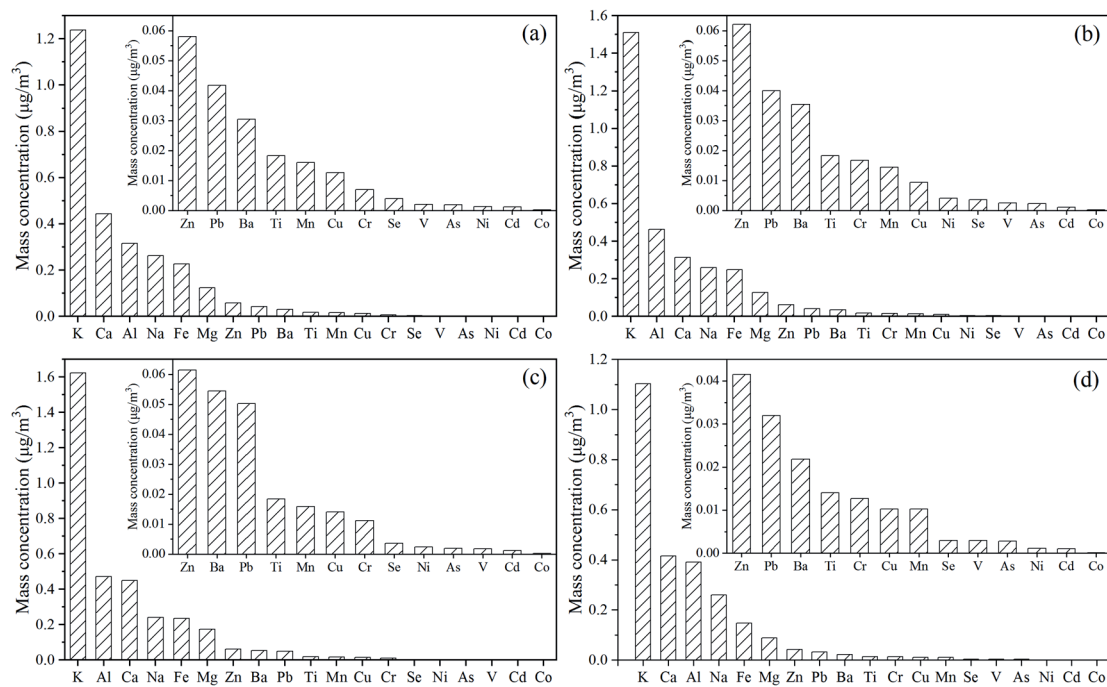 (a)
1.2
1.0
0.8
0.6
0.4
0.2
0.0
Mass concentration (μg/m³)
K Ca Al Na Fe Mg Zn Pb Ba Ti Mn Cu Cr Se V As Ni Cd Co
0.06
0.05
0.04
0.03
0.02
0.01
0.00
Mass concentration (μg/m³)
Zn Pb Ba Ti Mn Cu Cr Se V As Ni Cd Co
(b)
1.6
1.4
1.2
1.0
0.8
0.6
0.4
0.2
0.0
Mass concentration (μg/m³)
K Al Ca Na Fe Mg Zn Pb Ba Ti Cr Mn Cu Ni Se V As Cd Co
0.06
0.05
0.04
0.03
0.02
0.01
0.00
Mass concentration (μg/m³)
Zn Pb Ba Ti Cr Mn Cu Ni Se V As Cd Co
(c)
1.6
1.4
1.2
1.0
0.8
0.6
0.4
0.2
0.0
Mass concentration (μg/m³)
K Al Ca Na Fe Mg Zn Ba Pb Ti Mn Cu Cr Se Ni As V Cd Co
0.06
0.05
0.04
0.03
0.02
0.01
0.00
Mass concentration (μg/m³)
Zn Ba Pb Ti Mn Cu Cr Se Ni As V Cd Co
(d)
1.2
1.0
0.8
0.6
0.4
0.2
0.0
Mass concentration (μg/m³)
K Ca Al Na Fe Mg Zn Pb Ba Ti Cr Cu Mn Se V As Ni Cd Co
0.04
0.03
0.02
0.01
0.00
Mass concentration (μg/m³)
Zn Pb Ba Ti Cr Cu Mn Se V As Ni Cd Co